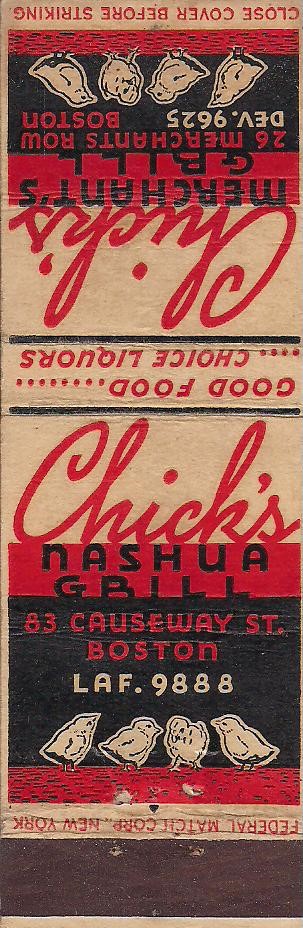 CLOSE COVER BEFORE STRIKING
DEV. 9625
26 MERCHANTS ROW
BOSTON
Chick's
MERCHANT'S
GRILL
GOOD FOOD........
.... CHOICE LIQUORS
Chick's
NASHUA
GRILL
83 CAUSEWAY ST.
BOSTON
LAF. 9888
FEDERAL MATCH CORP., NEW YORK